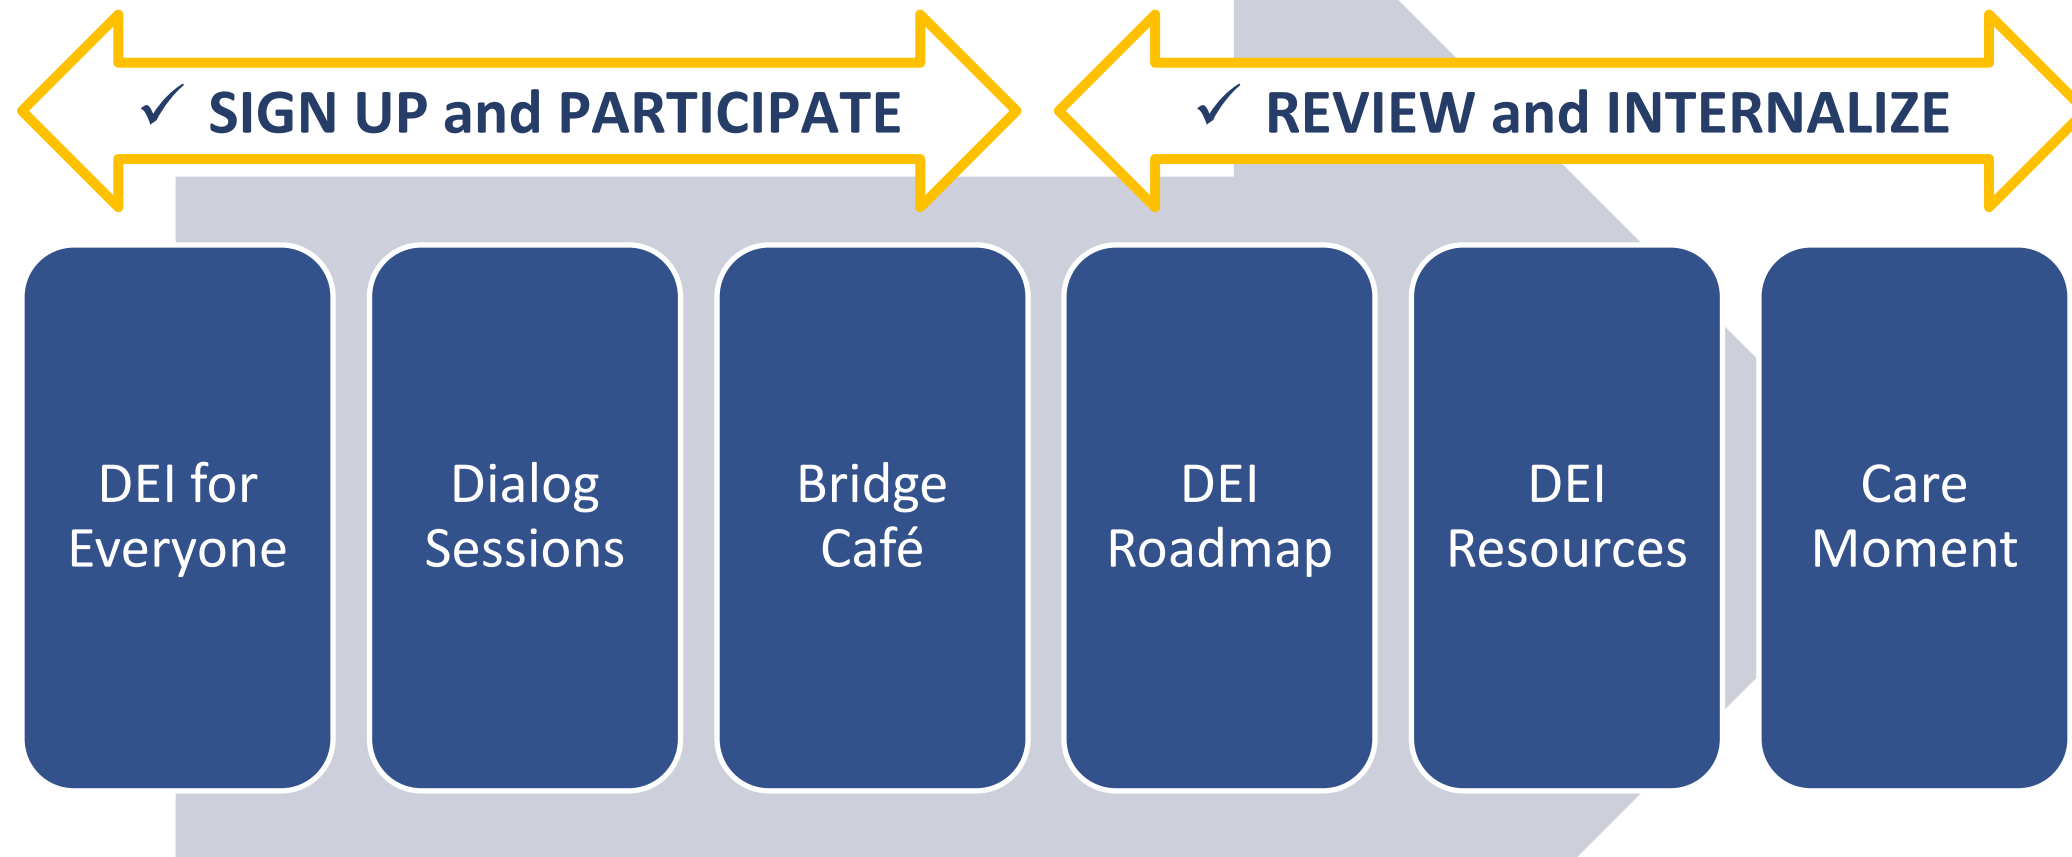 ✓ SIGN UP and PARTICIPATE
✓ REVIEW and INTERNALIZE
DEI for
Everyone
Dialog
Sessions
Bridge
Café
DEI
Roadmap
DEI
Resources
Care
Moment